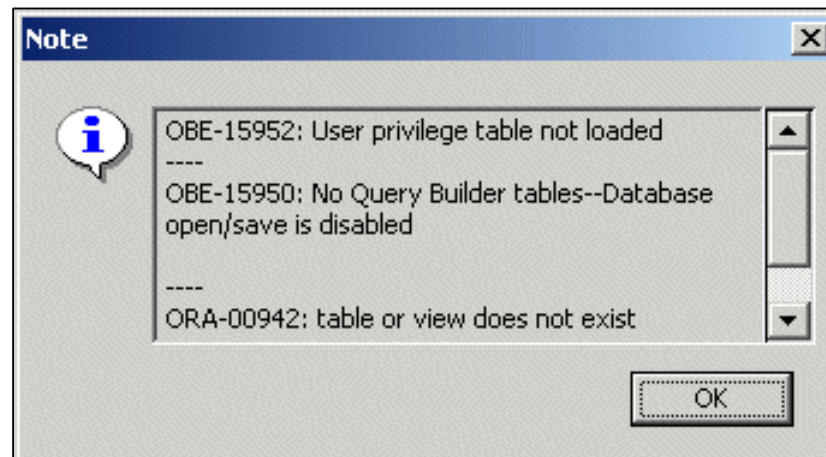 Note
OBE-15952: User privilege table not loaded
----
OBE-15950: No Query Builder tables--Database
open/save is disabled
----
ORA-00942: table or view does not exist
OK